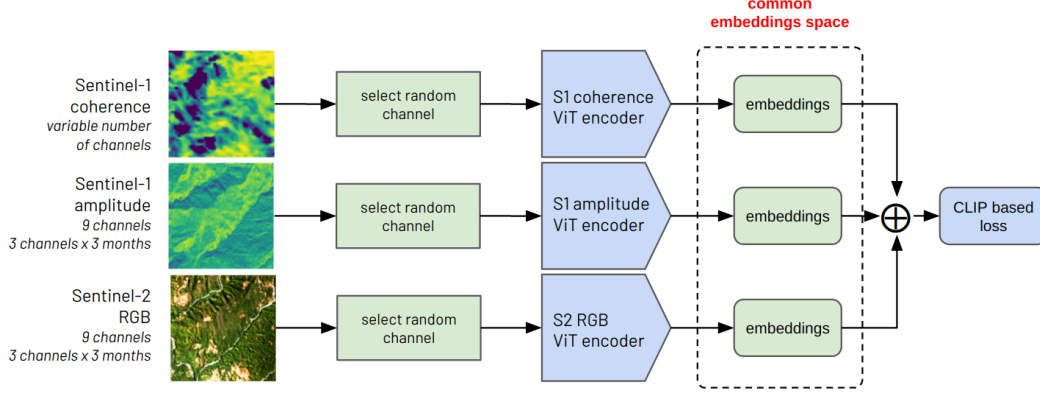 common
embeddings space
Sentinel-1
coherence
variable number
of channels
select random
channel
S1 coherence
ViT encoder
embeddings
Sentinel-1
amplitude
9 channels
3 channels x 3 months
select random
channel
S1 amplitude
ViT encoder
embeddings
CLIP based
loss
Sentinel-2
RGB
9 channels
3 channels x 3 months
select random
channel
S2 RGB
ViT encoder
embeddings